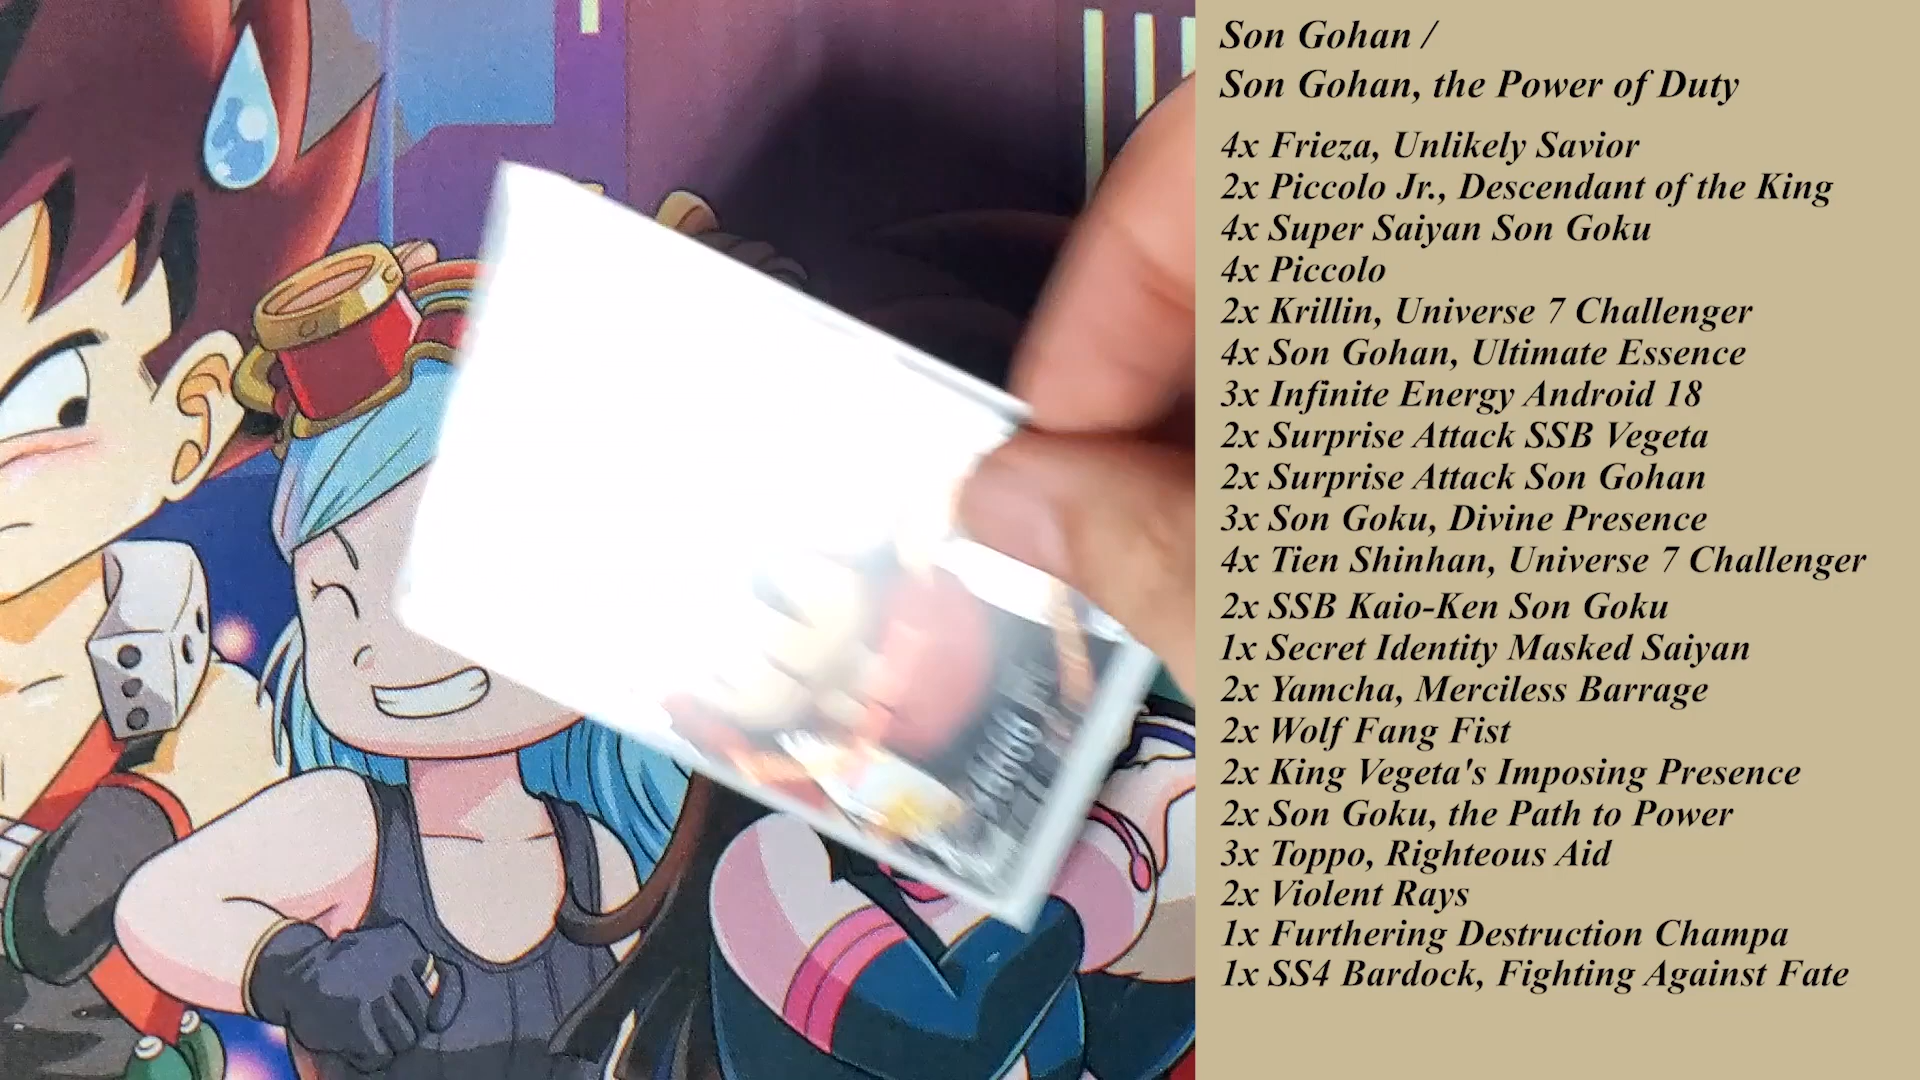 Son Gohan /
Son Gohan, the Power of Duty
4x Frieza, Unlikely Savior
2x Piccolo Jr., Descendant of the King
4x Super Saiyan Son Goku
4x Piccolo
2x Krillin, Universe 7 Challenger
4x Son Gohan, Ultimate Essence
3x Infinite Energy Android 18
2x Surprise Attack SSB Vegeta
2x Surprise Attack Son Gohan
3x Son Goku, Divine Presence
4x Tien Shinhan, Universe 7 Challenger
2x SSB Kaio-Ken Son Goku
1x Secret Identity Masked Saiyan
2x Yamcha, Merciless Barrage
2x Wolf Fang Fist
2x King Vegeta's Imposing Presence
2x Son Goku, the Path to Power
3x Toppo, Righteous Aid
2x Violent Rays
1x Furthering Destruction Champa
1x SS4 Bardock, Fighting Against Fate